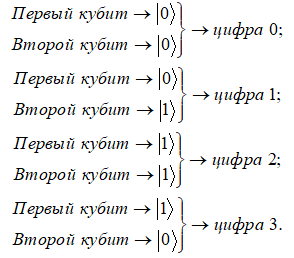 Первый кубит → |0⟩
Второй кубит → |0⟩ } → цифра 0;
Первый кубит → |0⟩
Второй кубит → |1⟩ } → цифра 1;
Первый кубит → |1⟩
Второй кубит → |1⟩ } → цифра 2;
Первый кубит → |1⟩
Второй кубит → |0⟩ } → цифра 3.